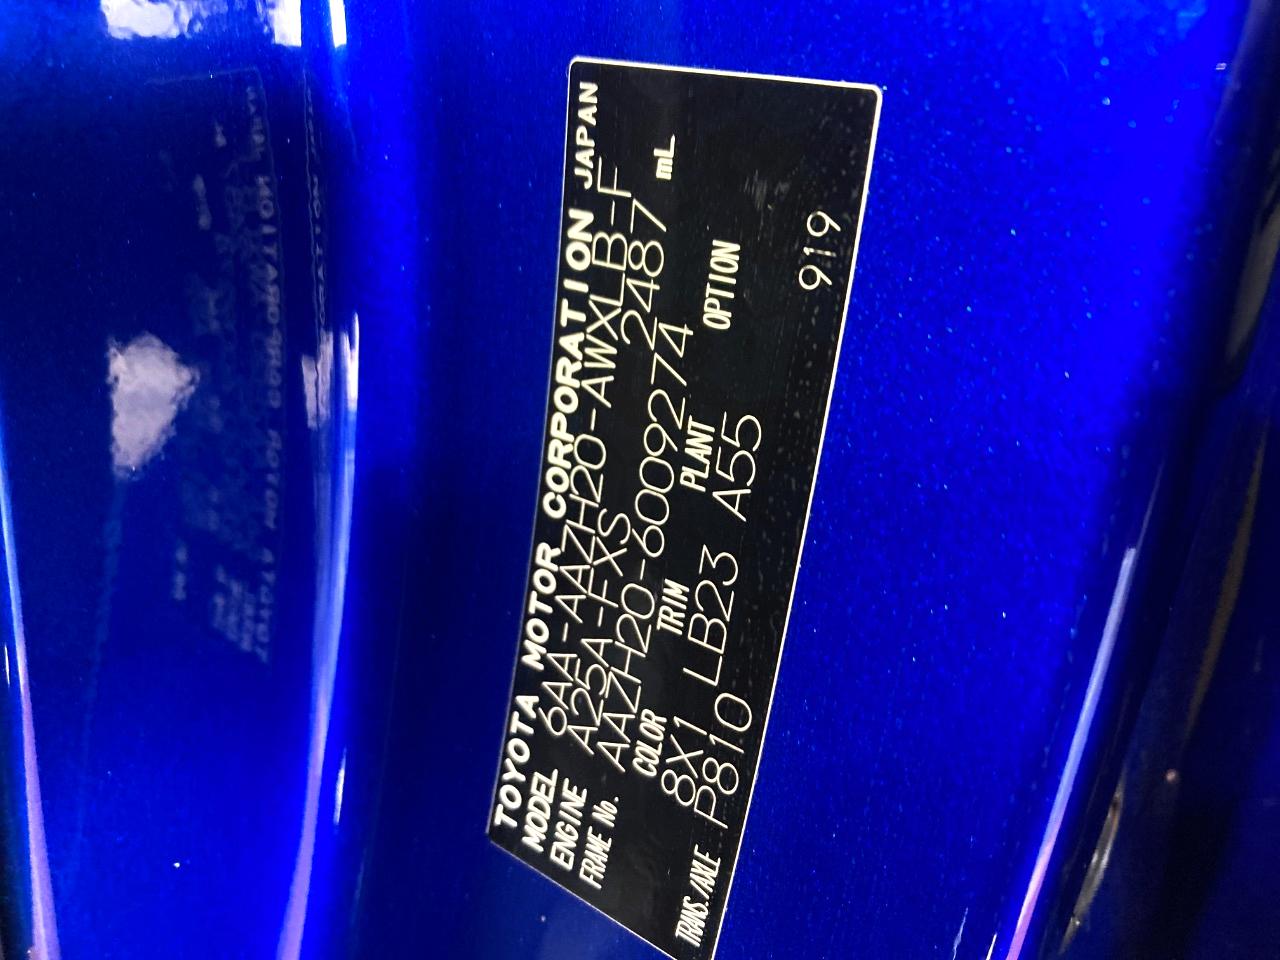 TOYOTA MOTOR CORPORATION JAPAN
MODEL 6AA-AAZH20-AWXLB-F
ENGINE A25A-FXS 2487 mL
FRAME No. AAZH20-6009274
COLOR TRIM PLANT OPTION
8X1 LB23 A55
TRANS./AXLE P810 919